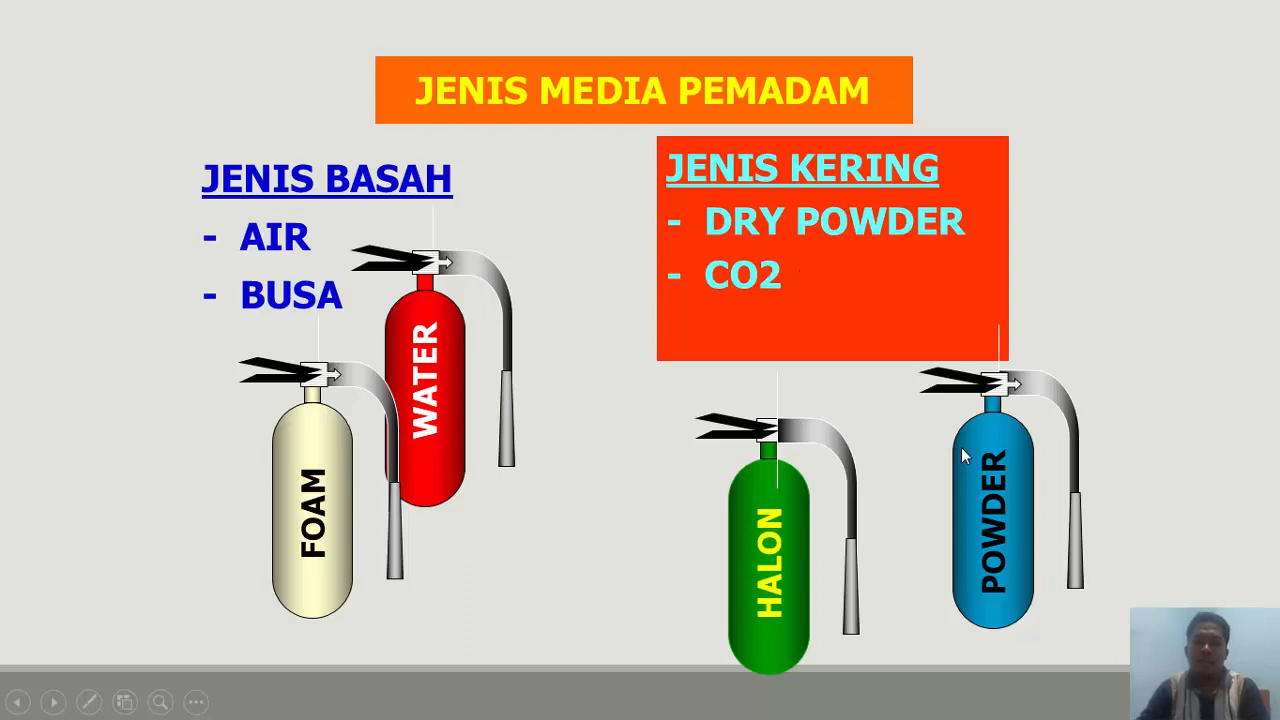 JENIS MEDIA PEMADAM
JENIS BASAH
- AIR
- BUSA
JENIS KERING
- DRY POWDER
- CO2
WATER
FOAM
HALON
POWDER